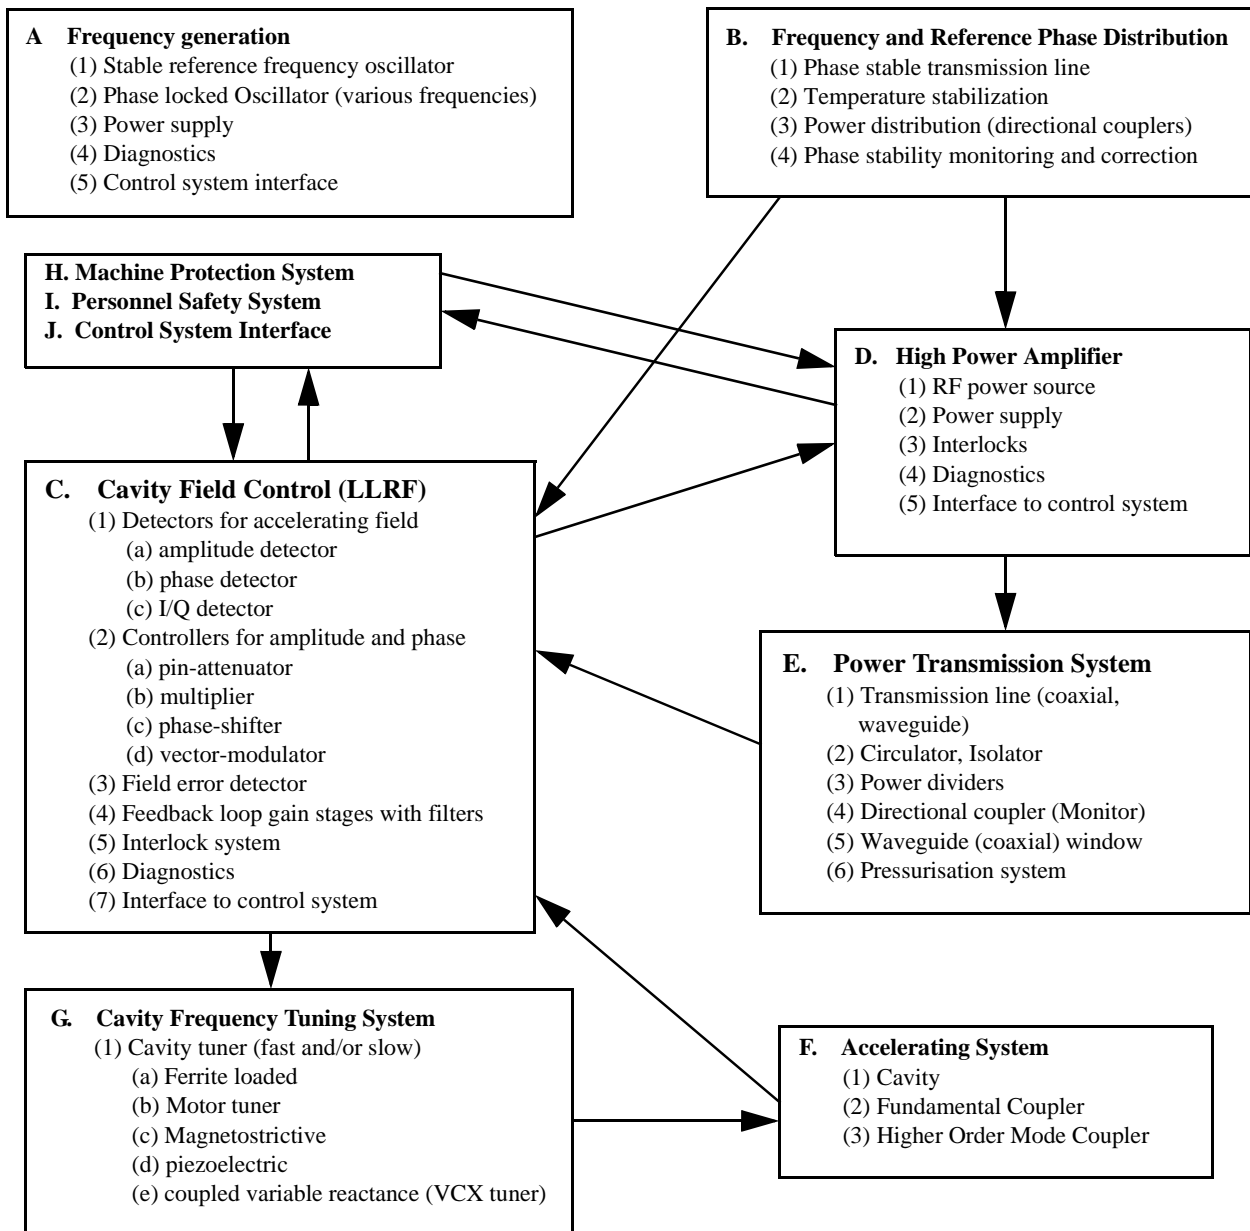 A Frequency generation
(1) Stable reference frequency oscillator
(2) Phase locked Oscillator (various frequencies)
(3) Power supply
(4) Diagnostics
(5) Control system interface
B. Frequency and Reference Phase Distribution
(1) Phase stable transmission line
(2) Temperature stabilization
(3) Power distribution (directional couplers)
(4) Phase stability monitoring and correction
H. Machine Protection System
I. Personnel Safety System
J. Control System Interface
D. High Power Amplifier
(1) RF power source
(2) Power supply
(3) Interlocks
(4) Diagnostics
(5) Interface to control system
C. Cavity Field Control (LLRF)
(1) Detectors for accelerating field
(a) amplitude detector
(b) phase detector
(c) I/Q detector
(2) Controllers for amplitude and phase
(a) pin-attenuator
(b) multiplier
(c) phase-shifter
(d) vector-modulator
(3) Field error detector
(4) Feedback loop gain stages with filters
(5) Interlock system
(6) Diagnostics
(7) Interface to control system
E. Power Transmission System
(1) Transmission line (coaxial,
waveguide)
(2) Circulator, Isolator
(3) Power dividers
(4) Directional coupler (Monitor)
(5) Waveguide (coaxial) window
(6) Pressurisation system
G. Cavity Frequency Tuning System
(1) Cavity tuner (fast and/or slow)
(a) Ferrite loaded
(b) Motor tuner
(c) Magnetostrictive
(d) piezoelectric
(e) coupled variable reactance (VCX tuner)
F. Accelerating System
(1) Cavity
(2) Fundamental Coupler
(3) Higher Order Mode Coupler